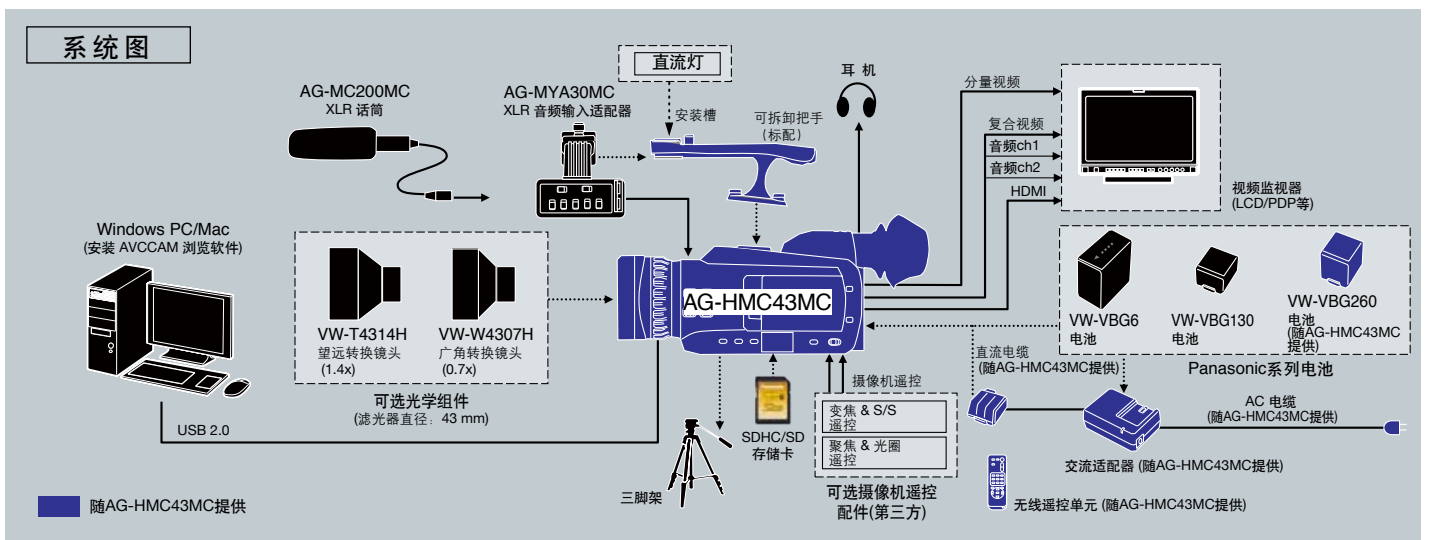 系统图
AG-MC200MC
XLR 话筒
AG-MYA30MC
XLR 音频输入适配器
直流灯
安装槽
可拆卸把手
(标配)
耳 机
分量视频
复合视频
音频ch1
音频ch2
HDMI
视频监视器
(LCD/PDP等)
Windows PC/Mac
(安装 AVCCAM 浏览软件)
VW-T4314H
望远转换镜头
(1.4x)
VW-W4307H
广角转换镜头
(0.7x)
可选光学组件
(滤光器直径：43 mm)
USB 2.0
AG-HMC43MC
VW-VBG6
电池
VW-VBG130
电池
VW-VBG260
电池
(随AG-HMC43MC
提供)
Panasonic系列电池
直流电缆
(随AG-HMC43MC提供)
AC 电缆
(随AG-HMC43MC提供)
交流适配器 (随AG-HMC43MC提供)
无线遥控单元 (随AG-HMC43MC提供)
摄像机遥控
变焦 & S/S
遥控
聚焦 & 光圈
遥控
可选摄像机遥控
配件(第三方)
SDHC/SD
存储卡
三脚架
随AG-HMC43MC提供